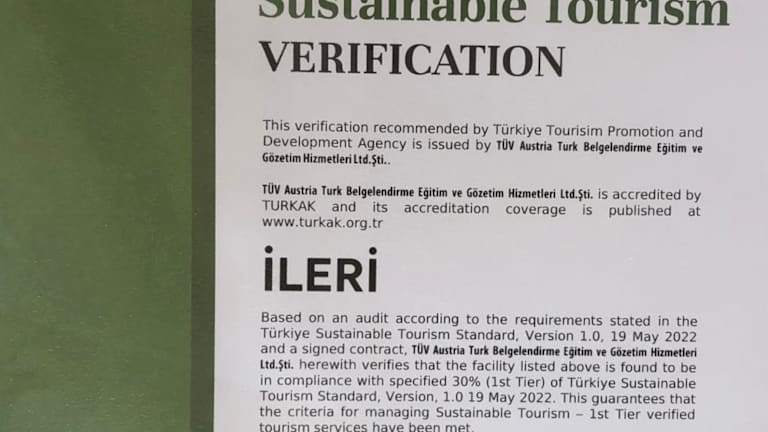 Sustainable Tourism
VERIFICATION
This verification recommended by Türkiye Tourisim Promotion and
Development Agency is issued by TÜV Austria Turk Belgelendirme Eğitim ve
Gözetim Hizmetleri Ltd.Şti..
TÜV Austria Turk Belgelendirme Eğitim ve Gözetim Hizmetleri Ltd.Şti. is accredited by
TURKAK and its accreditation coverage is published at
www.turkak.org.tr
İLERİ
Based on an audit according to the requirements stated in the
Türkiye Sustainable Tourism Standard, Version 1.0, 19 May 2022
and a signed contract, TÜV Austria Turk Belgelendirme Eğitim ve Gözetim Hizmetleri
Ltd.Şti. herewith verifies that the facility listed above is found to be
in compliance with specified 30% (1st Tier) of Türkiye Sustainable
Tourism Standard, Version, 1.0 19 May 2022. This guarantees that
the criteria for managing Sustainable Tourism – 1st Tier verified
tourism services have been met.